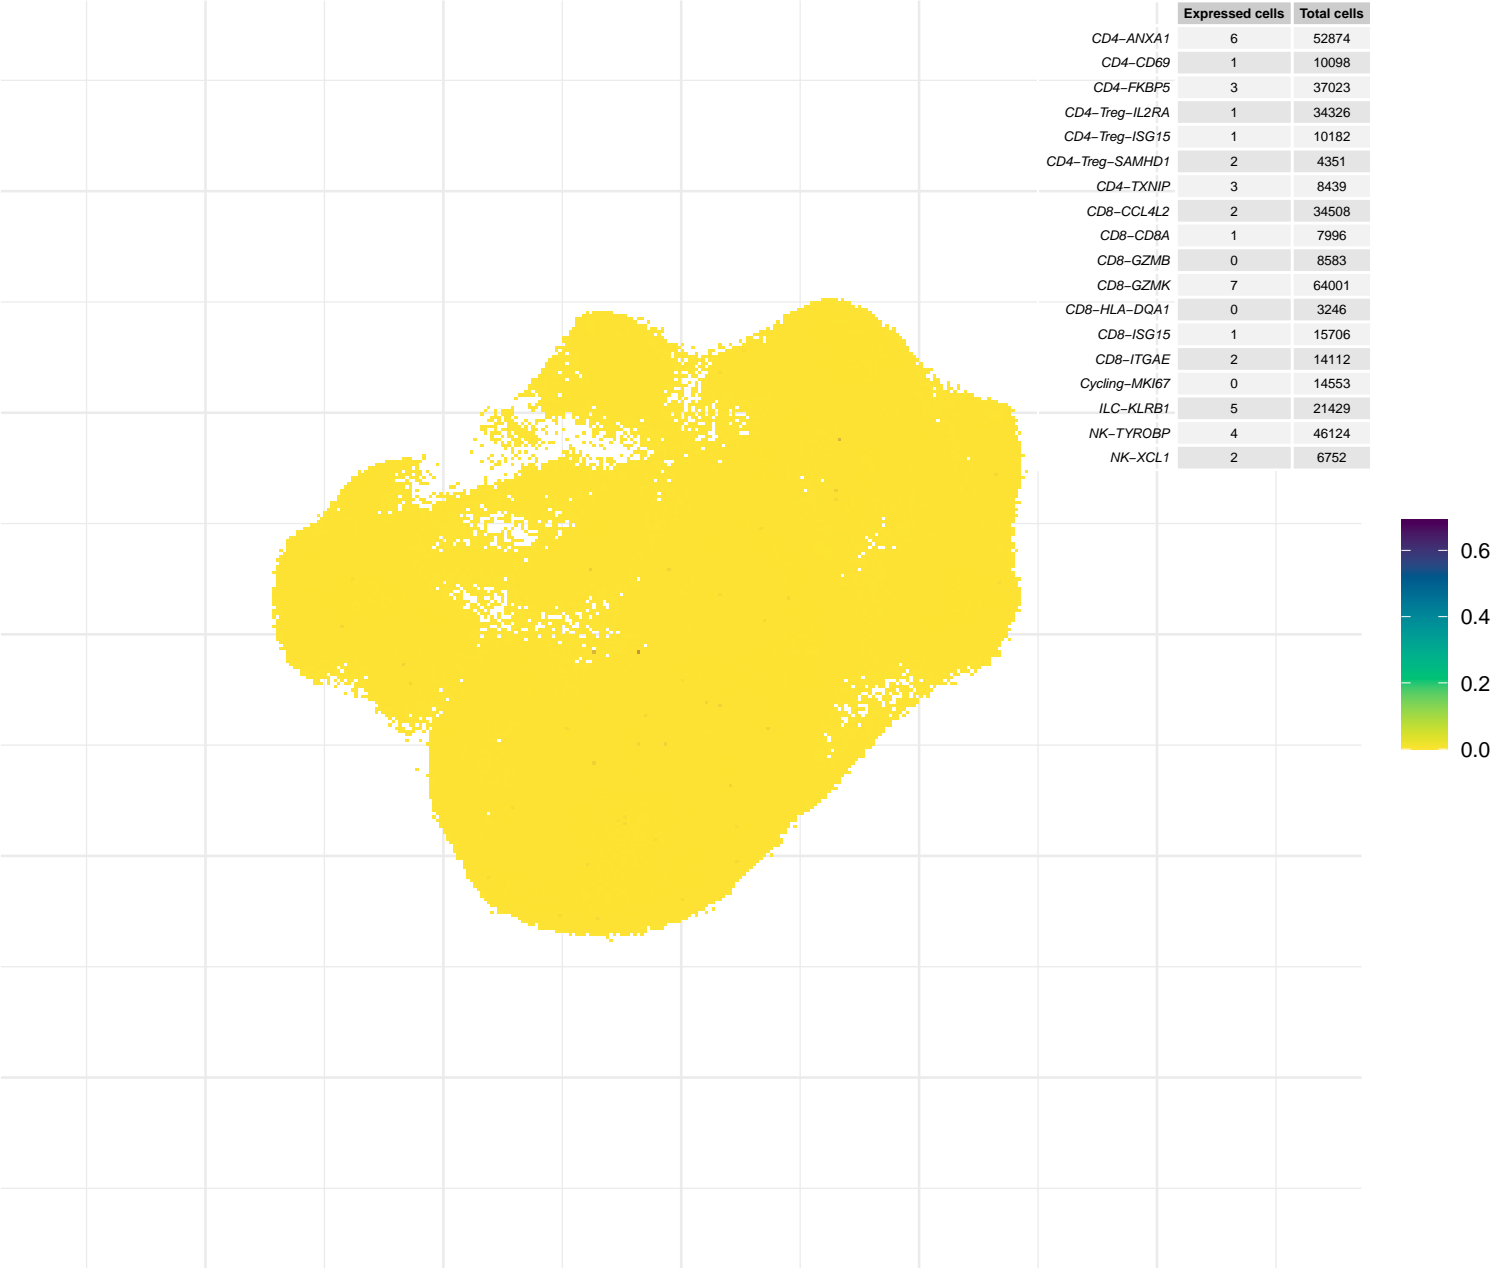 Expressed cells Total cells
CD4−ANXA1 6 52874
CD4−CD69 1 10098
CD4−FKBP5 3 37023
CD4−Treg−IL2RA 1 34326
CD4−Treg−ISG15 1 10182
CD4−Treg−SAMHD1 2 4351
CD4−TXNIP 3 8439
CD8−CCL4L2 2 34508
CD8−CD8A 1 7996
CD8−GZMB 0 8583
CD8−GZMK 7 64001
CD8−HLA−DQA1 0 3246
CD8−ISG15 1 15706
CD8−ITGAE 2 14112
Cycling−MKI67 0 14553
ILC−KLRB1 5 21429
NK−TYROBP 4 46124
NK−XCL1 2 6752
0.6
0.4
0.2
0.0